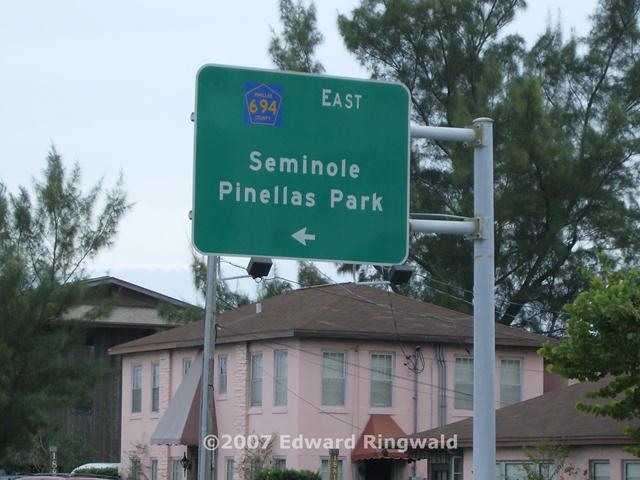 PINELLAS
694
COUNTY
EAST
Seminole
Pinellas Park
©2007 Edward Ringwald